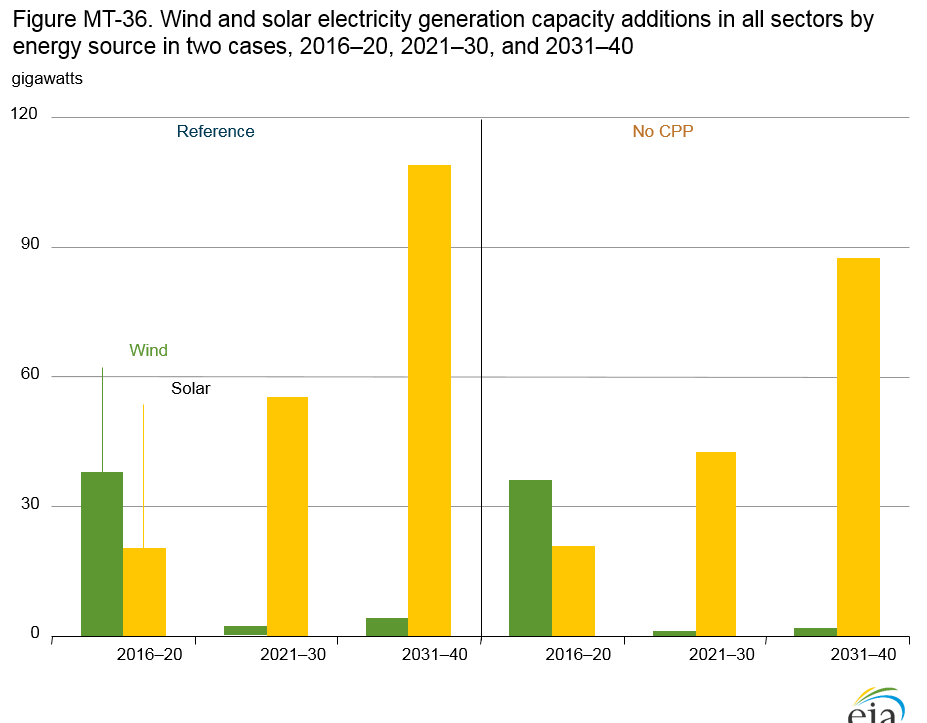 Figure MT-36. Wind and solar electricity generation capacity additions in all sectors by
energy source in two cases, 2016–20, 2021–30, and 2031–40
gigawatts
120
Reference
No CPP
90
Wind
60
Solar
30
0
2016–20
2021–30
2031–40
2016–20
2021–30
2031–40
eia